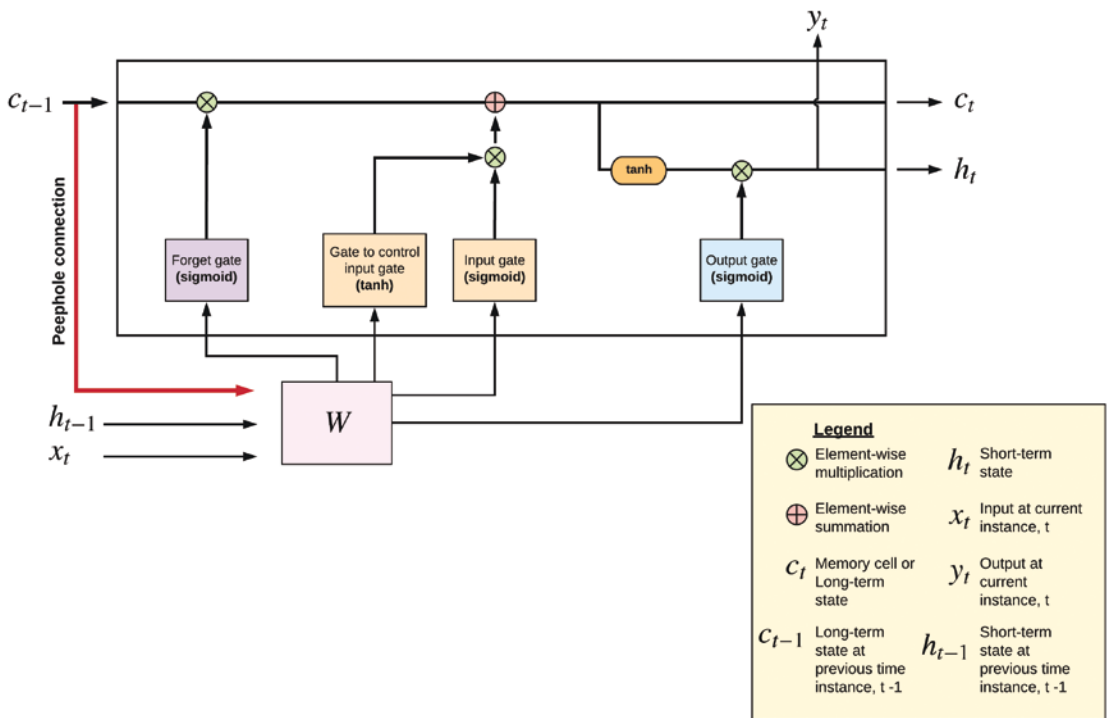 y_t
c_{t-1}
c_t
tanh
h_t
Peephole connection
Forget gate
(sigmoid)
Gate to control
input gate
(tanh)
Input gate
(sigmoid)
Output gate
(sigmoid)
h_{t-1}
x_t
W
Legend
Element-wise
multiplication
h_t
Short-term
state
Element-wise
summation
x_t
Input at current
instance, t
c_t
Memory cell or
Long-term
state
y_t
Output at
current
instance, t
c_{t-1}
Long-term
state at
previous time
instance, t -1
h_{t-1}
Short-term
state at
previous time
instance, t -1